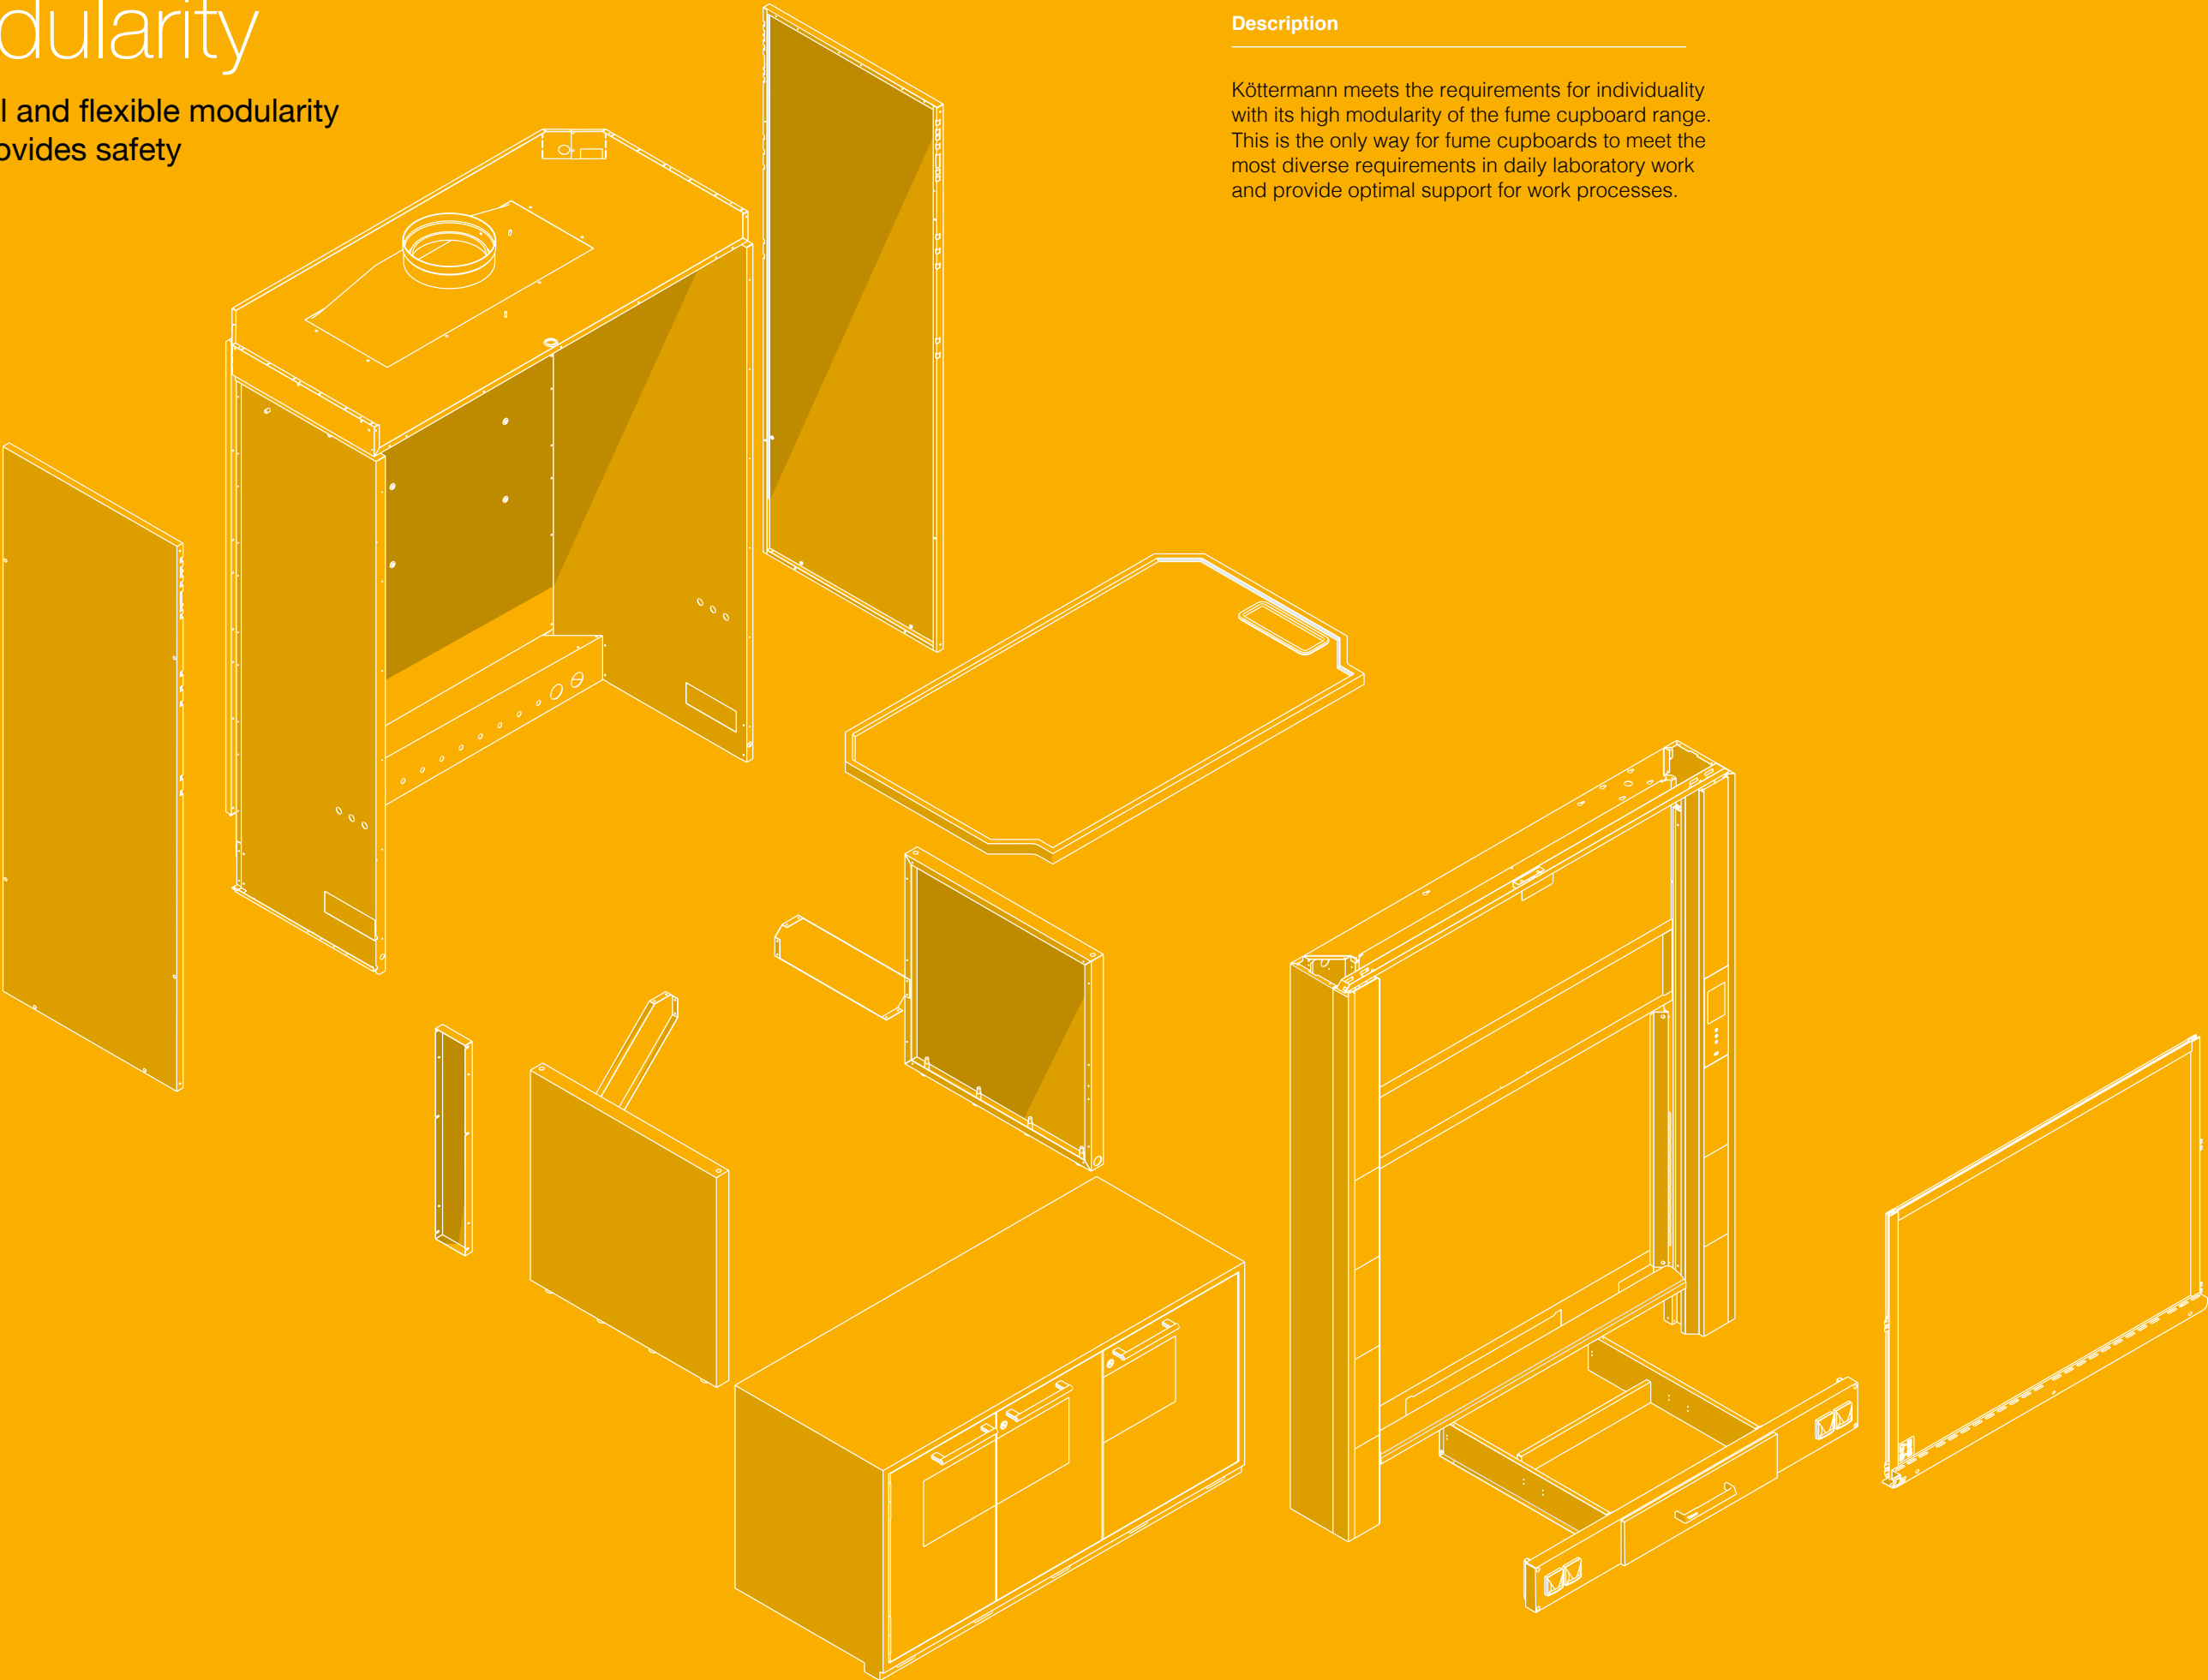 dularity
l and flexible modularity
ovides safety
Description
Köttermann meets the requirements for individuality
with its high modularity of the fume cupboard range.
This is the only way for fume cupboards to meet the
most diverse requirements in daily laboratory work
and provide optimal support for work processes.